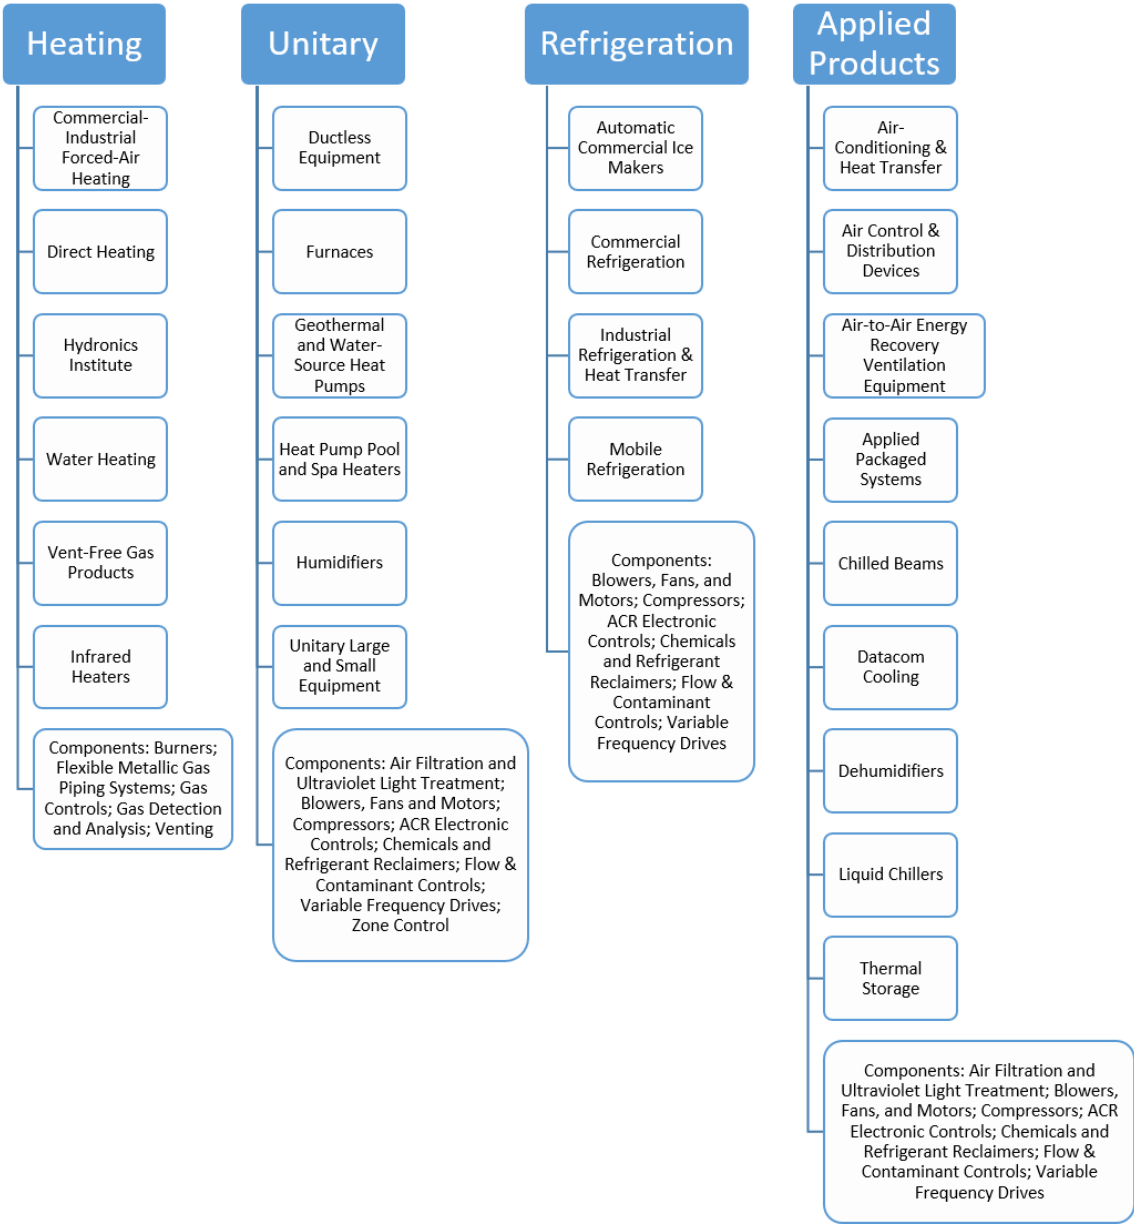 Heating
Commercial-
Industrial
Forced-Air
Heating
Direct Heating
Hydronics
Institute
Water Heating
Vent-Free Gas
Products
Infrared
Heaters
Components: Burners;
Flexible Metallic Gas
Piping Systems; Gas
Controls; Gas Detection
and Analysis; Venting
Unitary
Ductless
Equipment
Furnaces
Geothermal
and Water-
Source Heat
Pumps
Heat Pump Pool
and Spa Heaters
Humidifiers
Unitary Large
and Small
Equipment
Components: Air Filtration and
Ultraviolet Light Treatment;
Blowers, Fans and Motors;
Compressors; ACR Electronic
Controls; Chemicals and
Refrigerant Reclaimers; Flow &
Contaminant Controls;
Variable Frequency Drives;
Zone Control
Refrigeration
Automatic
Commercial Ice
Makers
Commercial
Refrigeration
Industrial
Refrigeration &
Heat Transfer
Mobile
Refrigeration
Components:
Blowers, Fans, and
Motors; Compressors;
ACR Electronic
Controls; Chemicals
and Refrigerant
Reclaimers; Flow &
Contaminant
Controls; Variable
Frequency Drives
Applied
Products
Air-
Conditioning &
Heat Transfer
Air Control &
Distribution
Devices
Air-to-Air Energy
Recovery
Ventilation
Equipment
Applied
Packaged
Systems
Chilled Beams
Datacom
Cooling
Dehumidifiers
Liquid Chillers
Thermal
Storage
Components: Air Filtration and
Ultraviolet Light Treatment; Blowers,
Fans, and Motors; Compressors; ACR
Electronic Controls; Chemicals and
Refrigerant Reclaimers; Flow &
Contaminant Controls; Variable
Frequency Drives